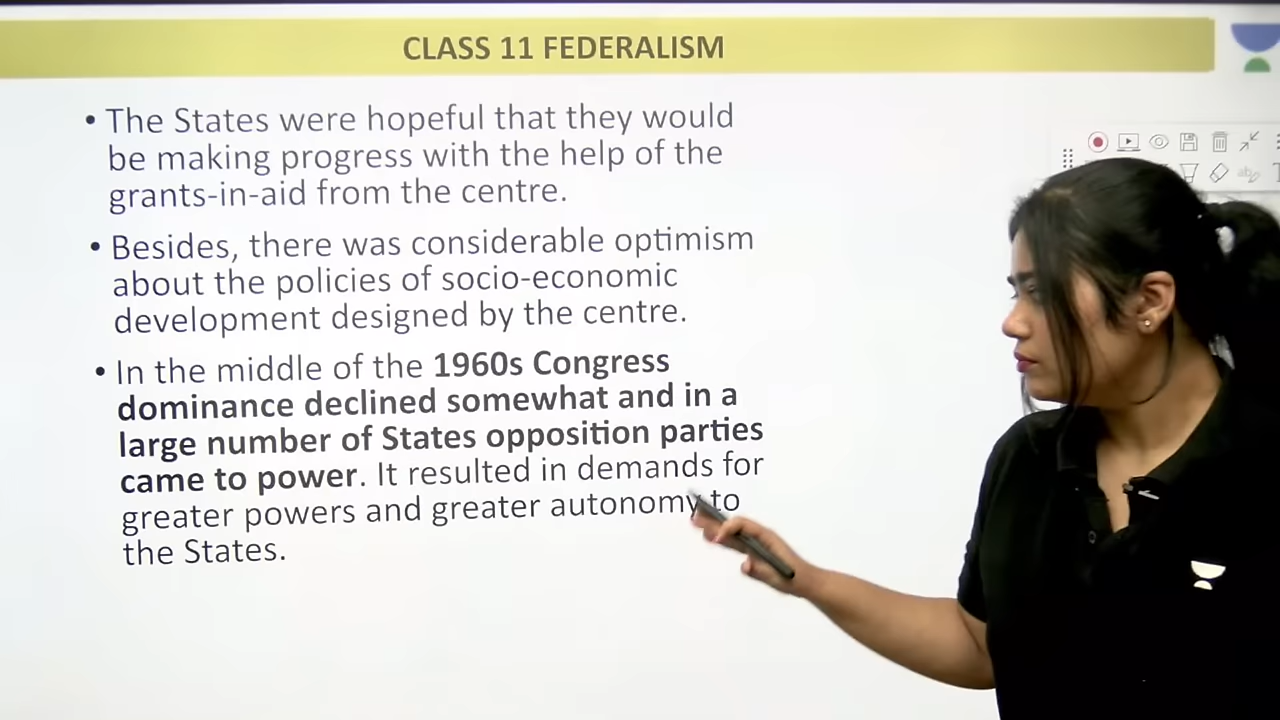 CLASS 11 FEDERALISM
• The States were hopeful that they would
be making progress with the help of the
grants-in-aid from the centre.
• Besides, there was considerable optimism
about the policies of socio-economic
development designed by the centre.
• In the middle of the 1960s Congress
dominance declined somewhat and in a
large number of States opposition parties
came to power. It resulted in demands for
greater powers and greater autonomy to
the States.